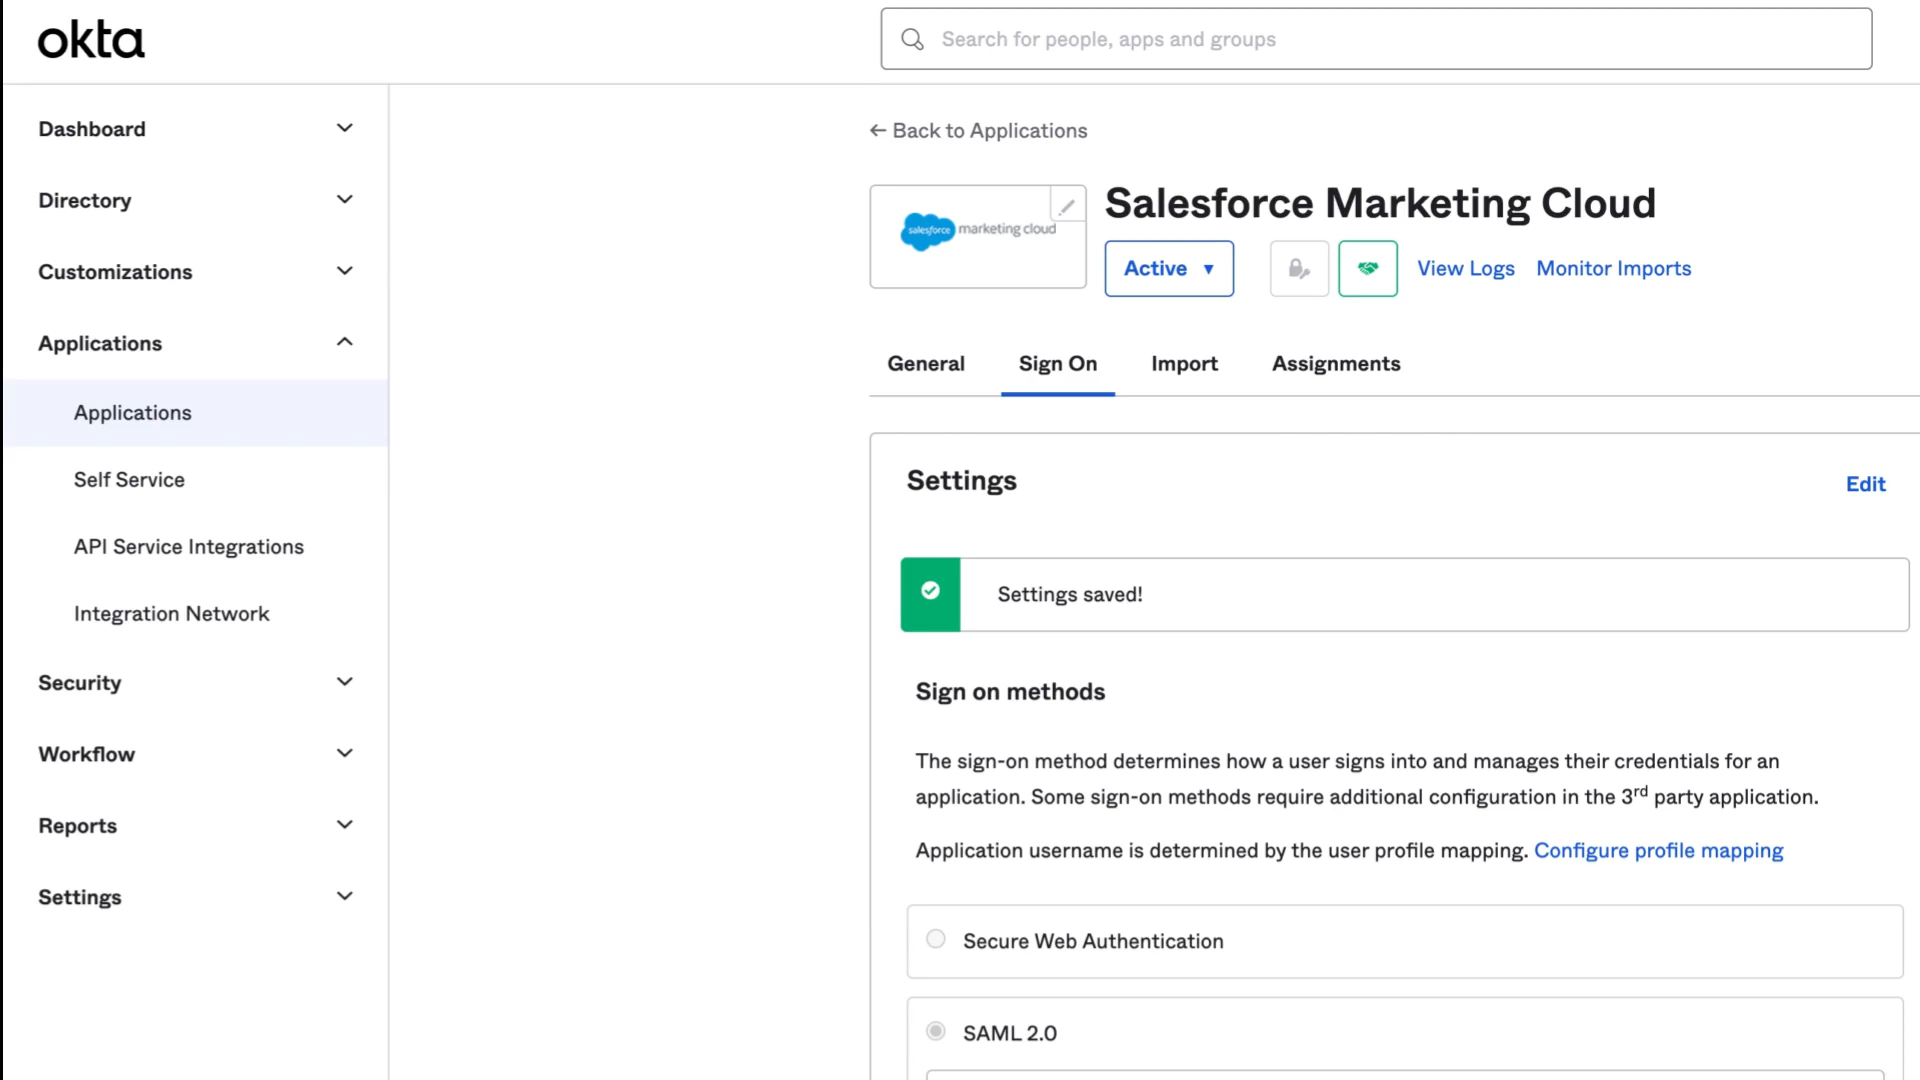 okta
Search for people, apps and groups
Dashboard
Directory
Customizations
Applications
Applications
Self Service
API Service Integrations
Integration Network
Security
Workflow
Reports
Settings
← Back to Applications
salesforce marketing cloud
Salesforce Marketing Cloud
Active ▼
View Logs
Monitor Imports
General
Sign On
Import
Assignments
Settings
Edit
Settings saved!
Sign on methods
The sign-on method determines how a user signs into and manages their credentials for an
application. Some sign-on methods require additional configuration in the 3rd party application.
Application username is determined by the user profile mapping. Configure profile mapping
Secure Web Authentication
SAML 2.0